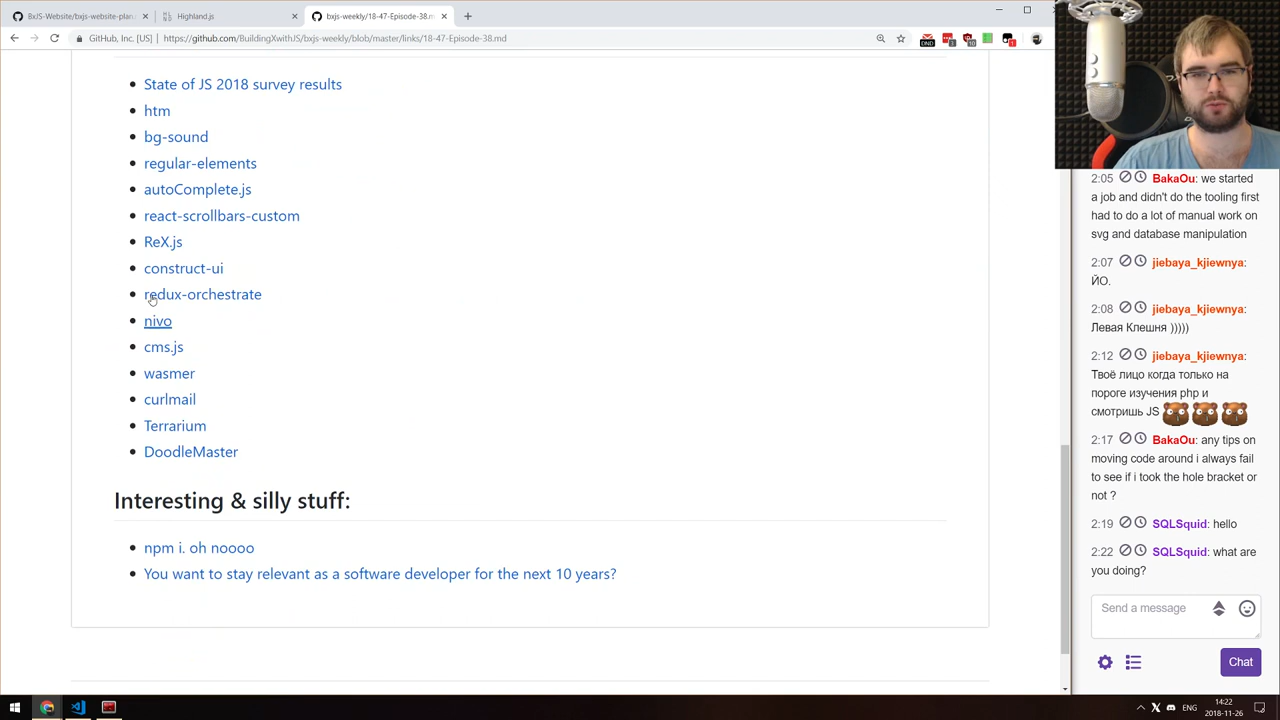 BxJS-Website/bxjs-website-plan
Highland.js
bxjs-weekly/18-47-Episode-38.m
GitHub, Inc. [US]
https://github.com/BuildingXwithJS/bxjs-weekly/blob/master/links/18-47-Episode-38.md
DND
1
10
1
State of JS 2018 survey results
htm
bg-sound
regular-elements
autoComplete.js
react-scrollbars-custom
ReX.js
construct-ui
redux-orchestrate
nivo
cms.js
wasmer
curlmail
Terrarium
DoodleMaster
Interesting & silly stuff:
npm i. oh noooo
You want to stay relevant as a software developer for the next 10 years?
2:05 BakaOu: we started
a job and didn't do the tooling first
had to do a lot of manual work on
svg and database manipulation
2:07 jiebaya_kjiewnya:
ЙО.
2:08 jiebaya_kjiewnya:
Левая Клешня )))))
2:12 jiebaya_kjiewnya:
Твоё лицо когда только на
пороге изучения php и
смотришь JS
2:17 BakaOu: any tips on
moving code around i always fail
to see if i took the hole bracket or
not ?
2:19 SQLSquid: hello
2:22 SQLSquid: what are
you doing?
Send a message
Chat
ENG
14:22
2018-11-26